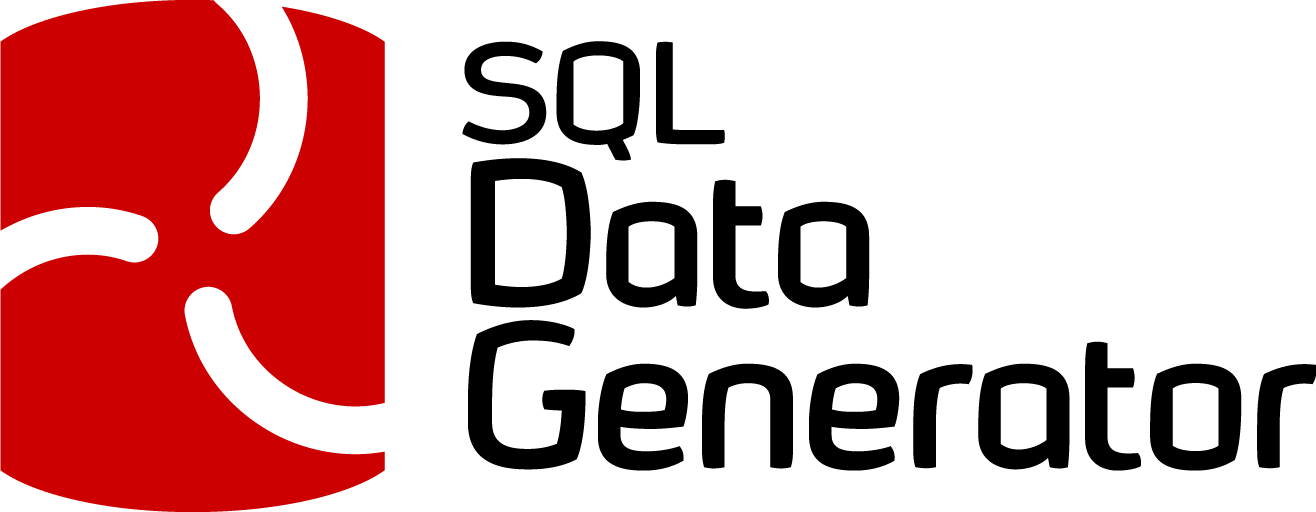 SQL
Data
Generator